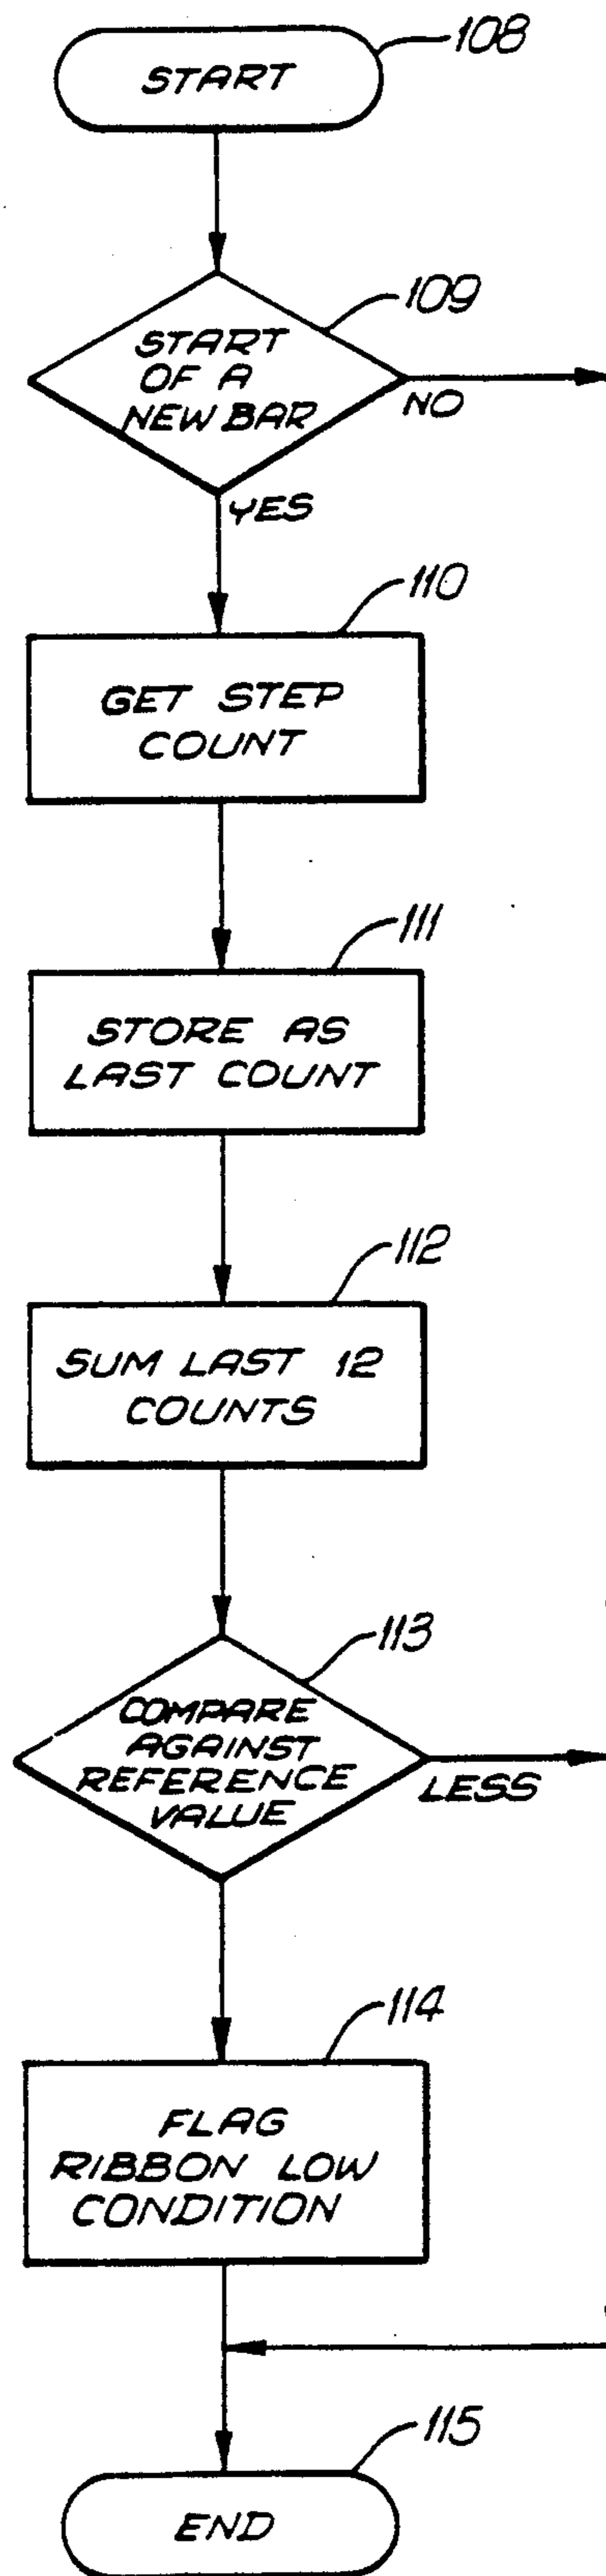 108
START
109
START
OF A
NEW BAR
NO
YES
110
GET STEP
COUNT
111
STORE AS
LAST COUNT
112
SUM LAST 12
COUNTS
113
COMPARE
AGAINST
REFERENCE
VALUE
LESS
114
FLAG
RIBBON LOW
CONDITION
115
END